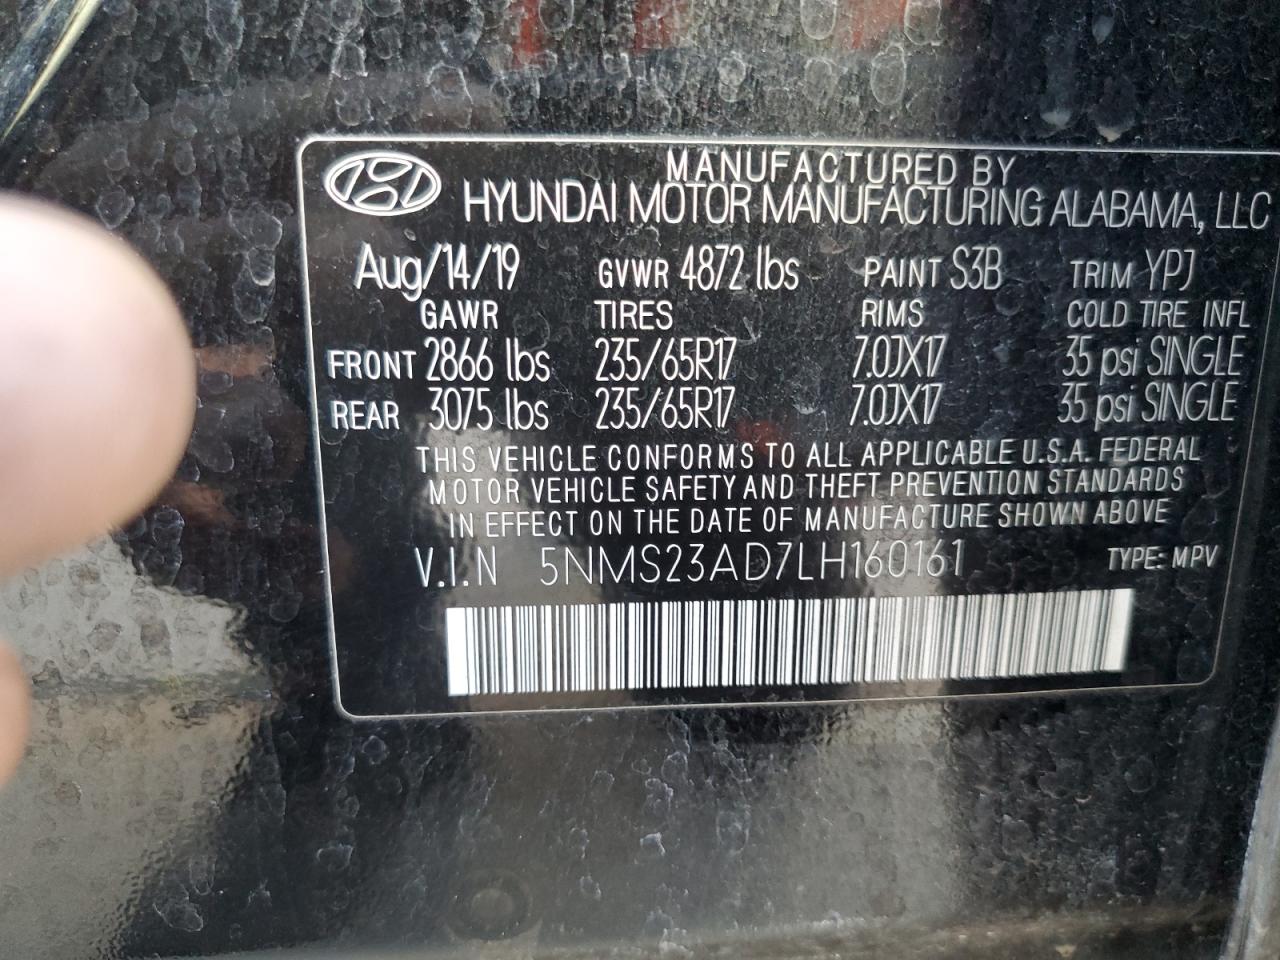 MANUFACTURED BY
HYUNDAI MOTOR MANUFACTURING ALABAMA, LLC
Aug/14/19 GVWR 4872 lbs PAINT S3B TRIM YPJ
GAWR TIRES RIMS COLD TIRE INFL
FRONT 2866 lbs 235/65R17 7.0JX17 35 psi SINGLE
REAR 3075 lbs 235/65R17 7.0JX17 35 psi SINGLE
THIS VEHICLE CONFORMS TO ALL APPLICABLE U.S.A. FEDERAL
MOTOR VEHICLE SAFETY AND THEFT PREVENTION STANDARDS
IN EFFECT ON THE DATE OF MANUFACTURE SHOWN ABOVE
V.I.N 5NMS23AD7LH160161 TYPE: MPV